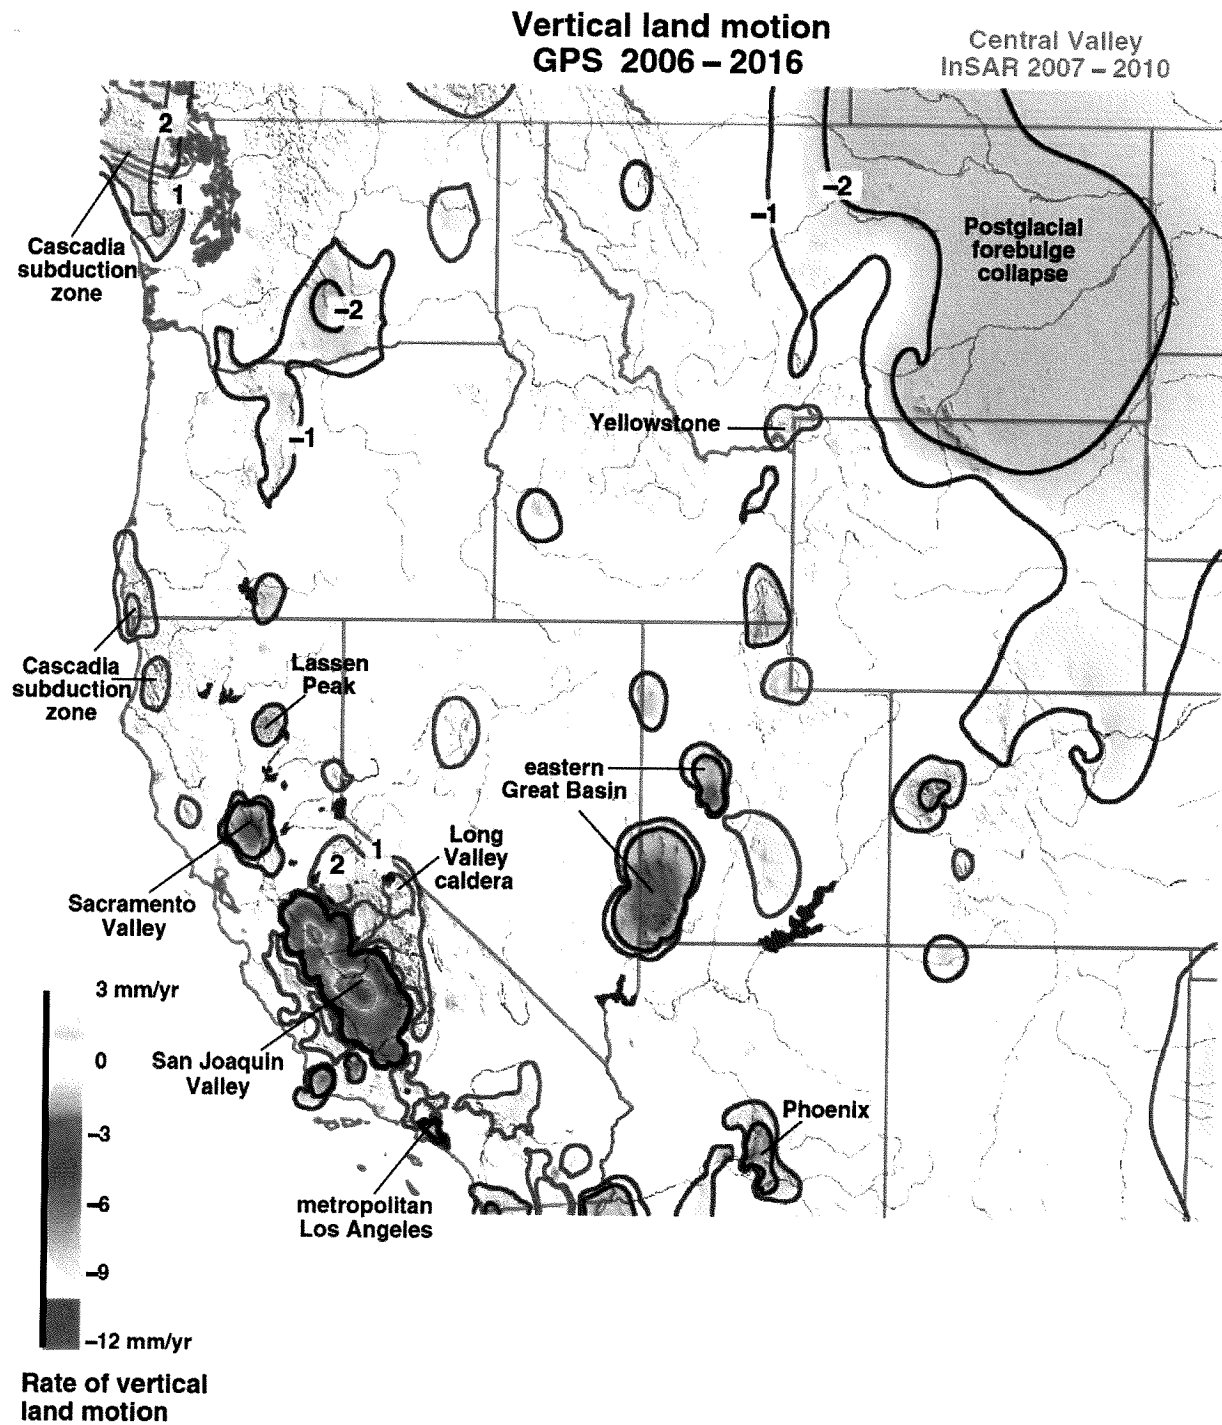 Vertical land motion
GPS 2006 – 2016
Central Valley
InSAR 2007 – 2010
2
1
Cascadia
subduction
zone
–2
–1
–2
–1
Postglacial
forebulge
collapse
Yellowstone
Cascadia
subduction
zone
Lassen
Peak
eastern
Great Basin
2
1
Long
Valley
caldera
Sacramento
Valley
San Joaquin
Valley
metropolitan
Los Angeles
Phoenix
3 mm/yr
0
–3
–6
–9
–12 mm/yr
Rate of vertical
land motion